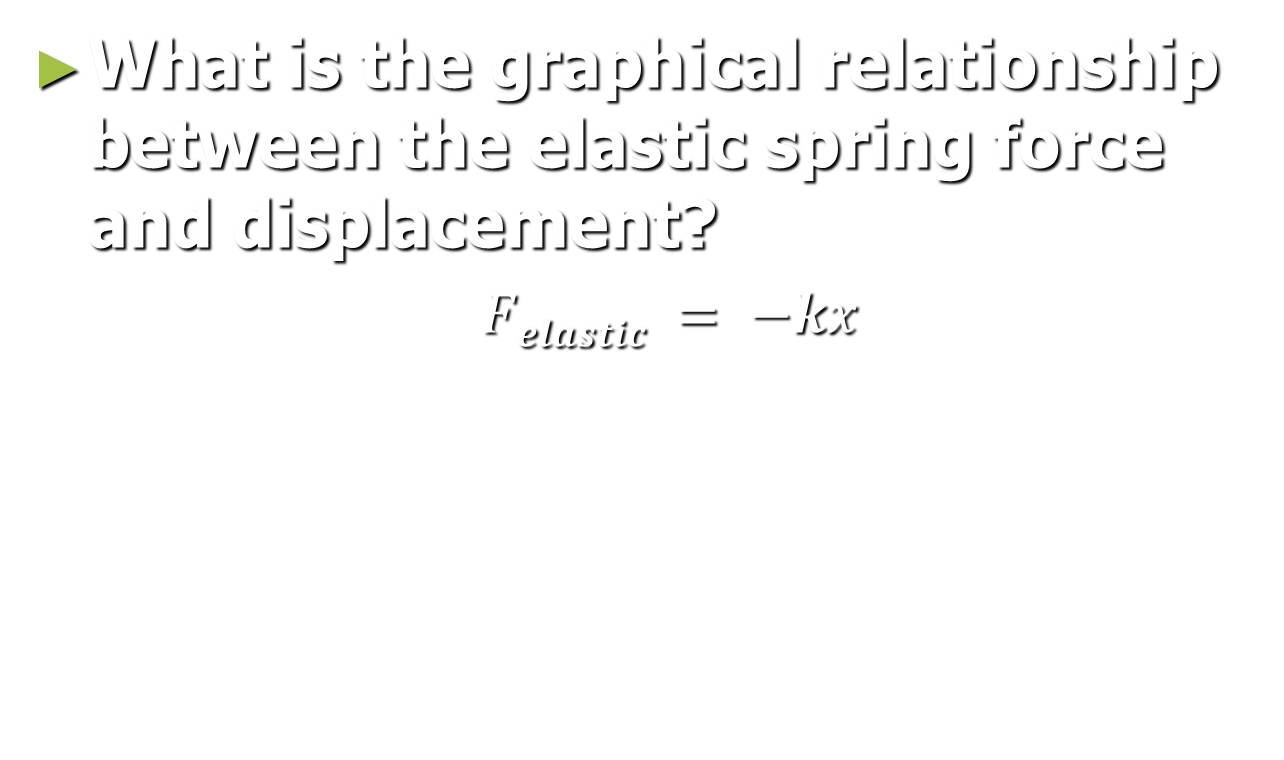 What is the graphical relationship
between the elastic spring force
and displacement?
F_elastic = −kx